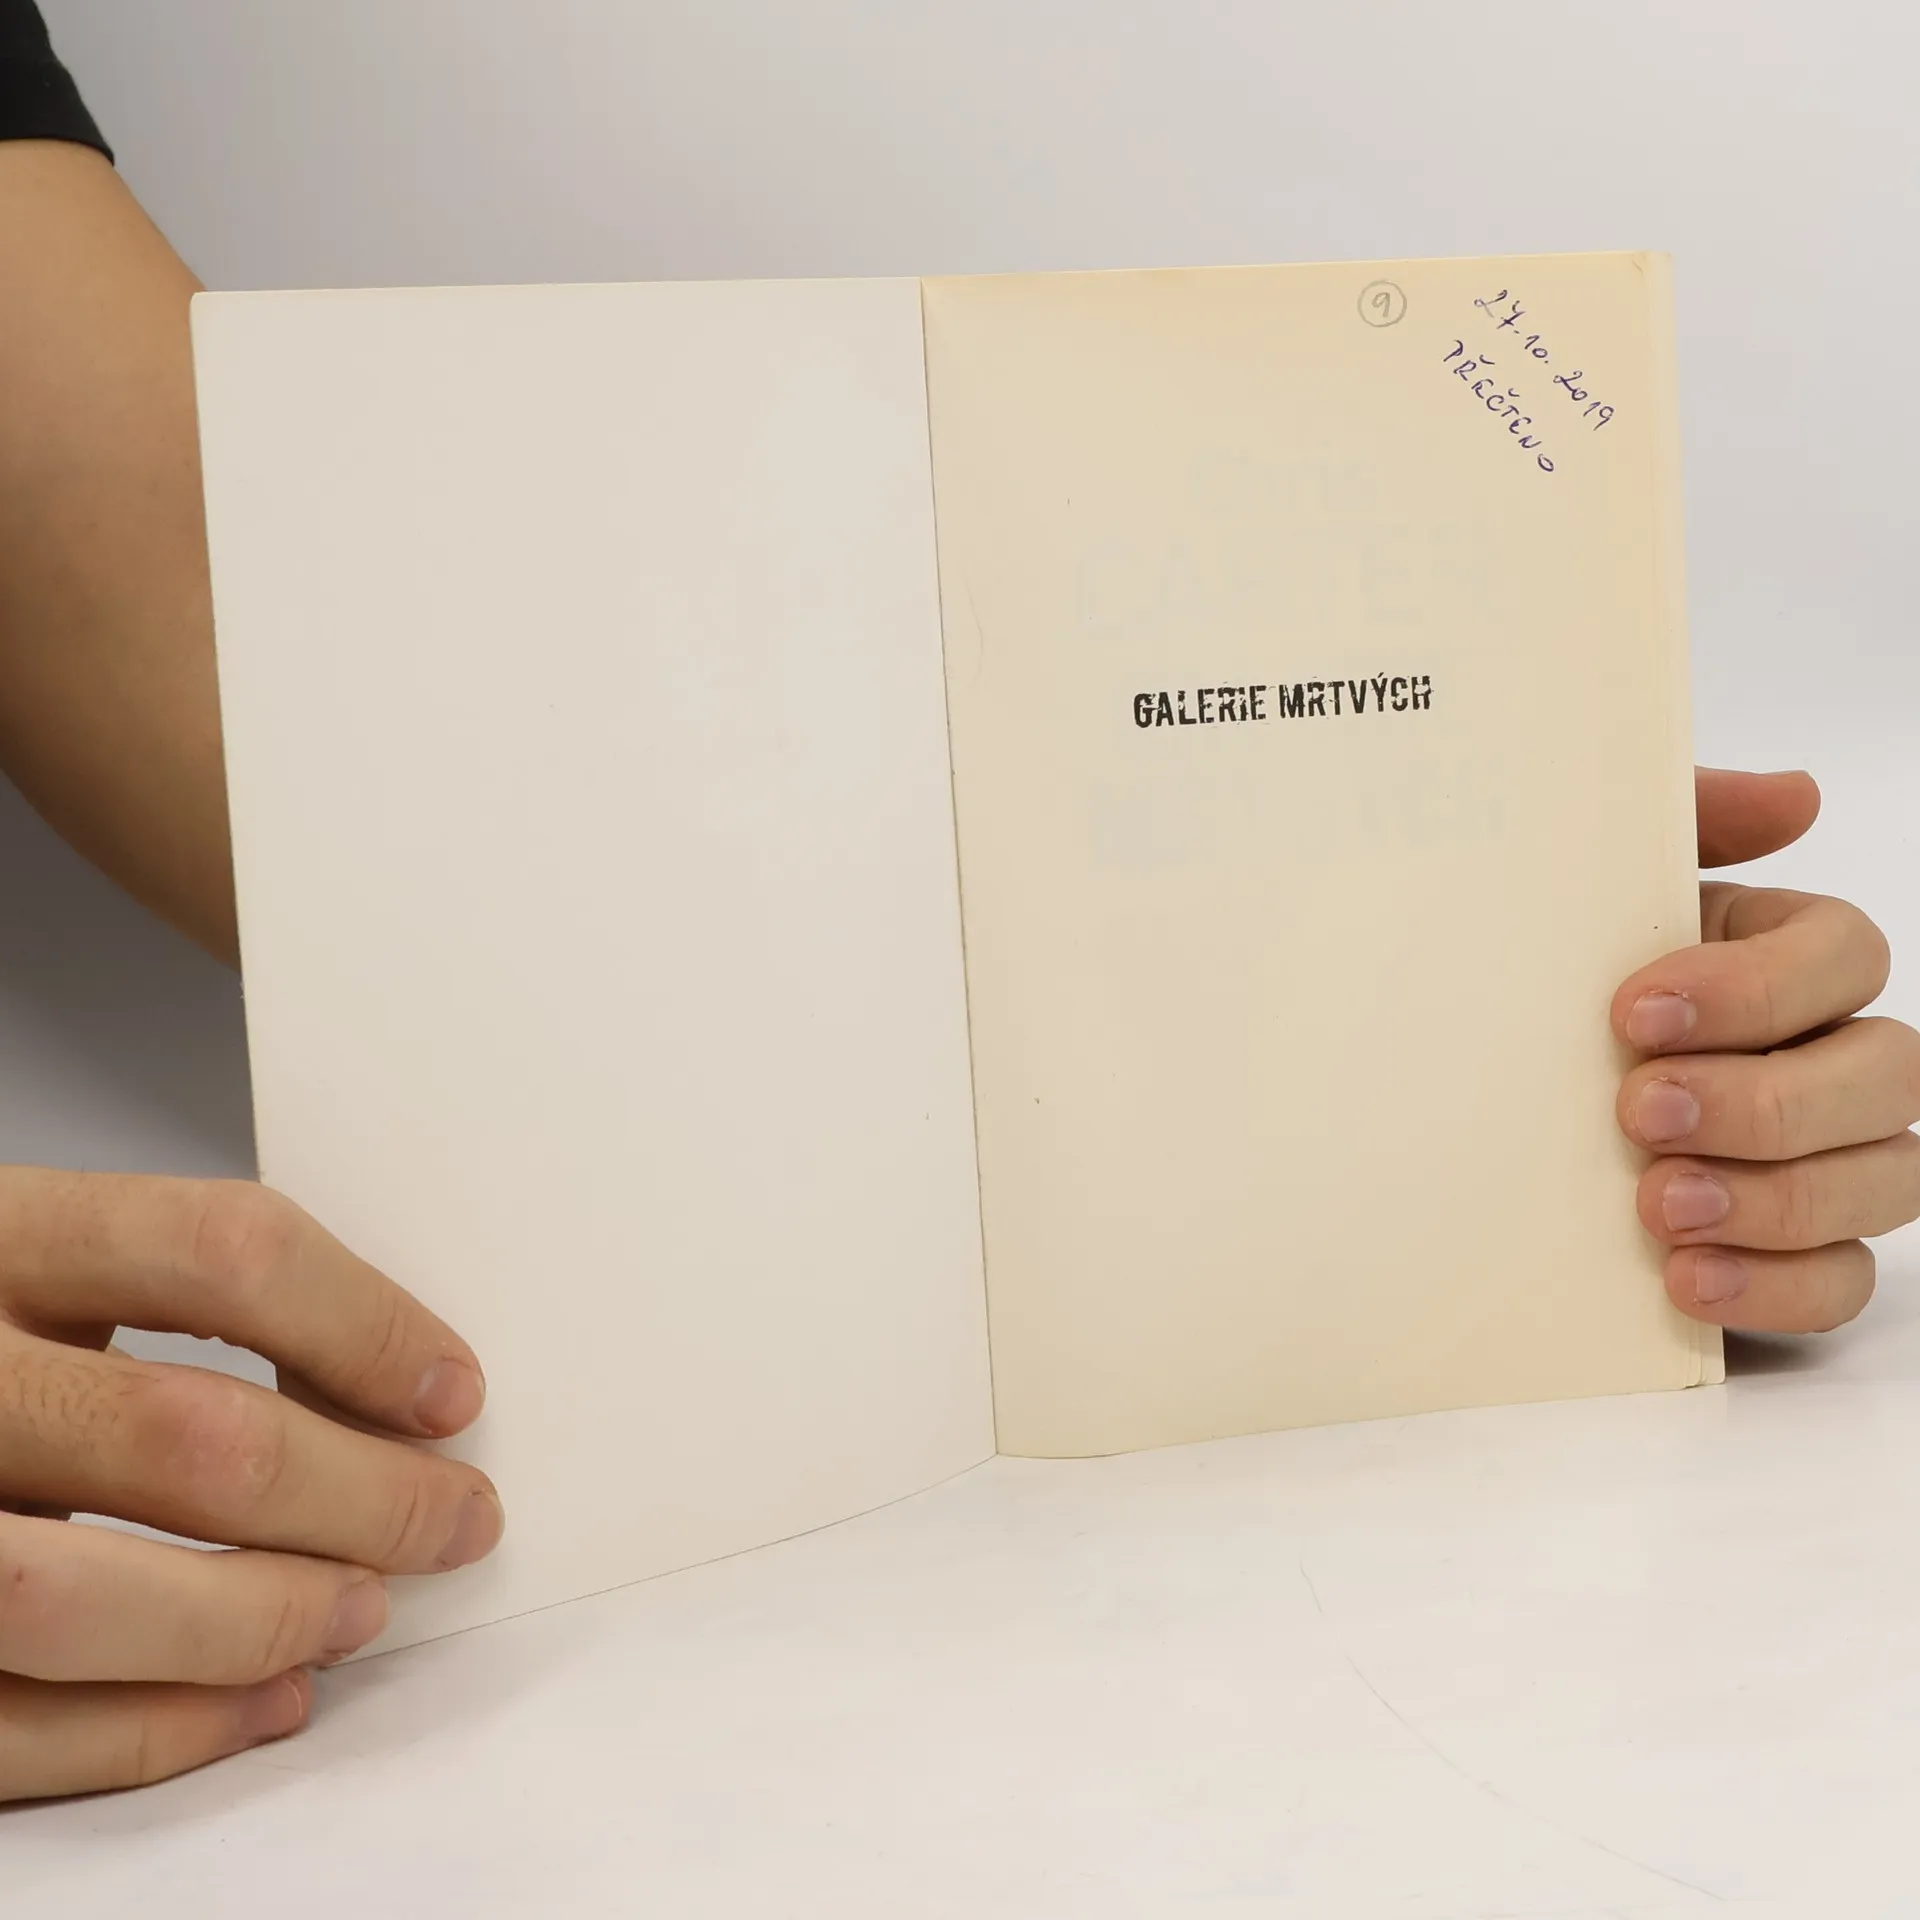 9
27.10.2019
PŘEČTENO
GALERIE MRTVÝCH